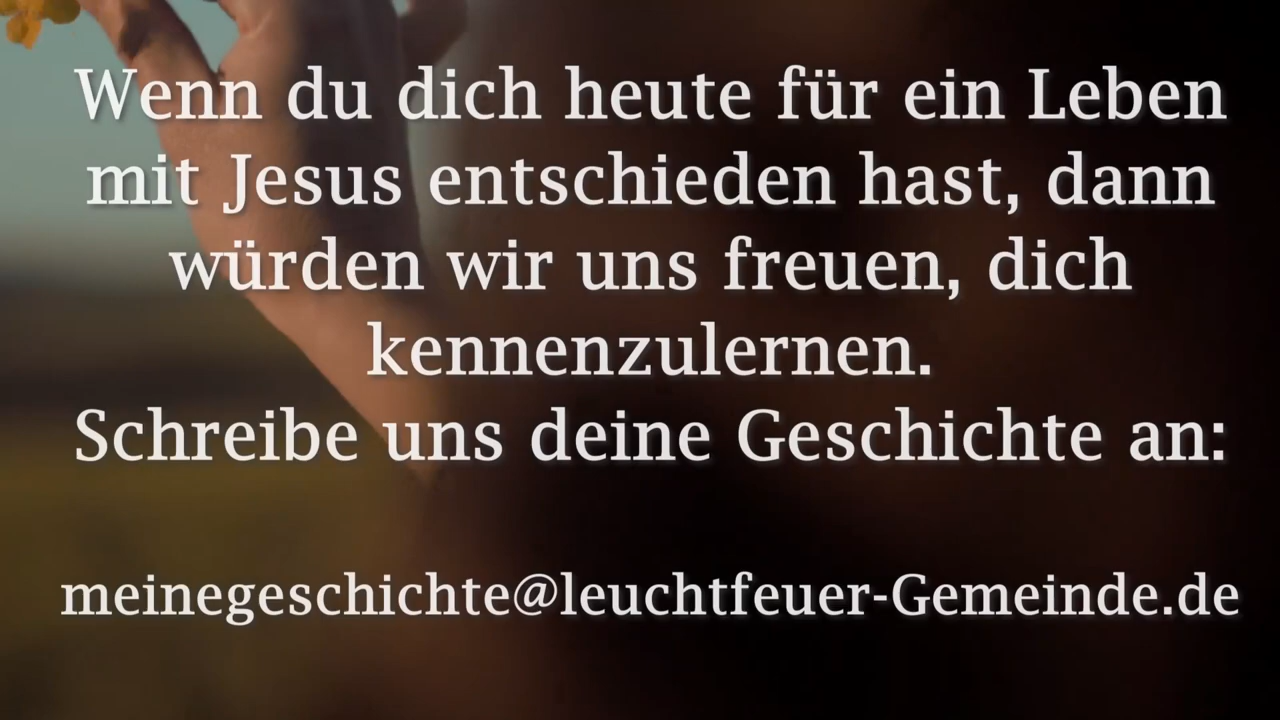 Wenn du dich heute für ein Leben
mit Jesus entschieden hast, dann
würden wir uns freuen, dich
kennenzulernen.
Schreibe uns deine Geschichte an:
meinegeschichte@leuchtfeuer-Gemeinde.de